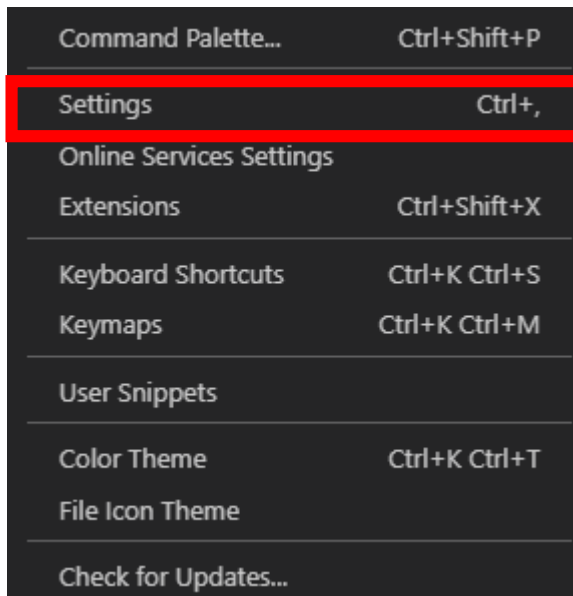 Command Palette... Ctrl+Shift+P
Settings Ctrl+,
Online Services Settings
Extensions Ctrl+Shift+X
Keyboard Shortcuts Ctrl+K Ctrl+S
Keymaps Ctrl+K Ctrl+M
User Snippets
Color Theme Ctrl+K Ctrl+T
File Icon Theme
Check for Updates...